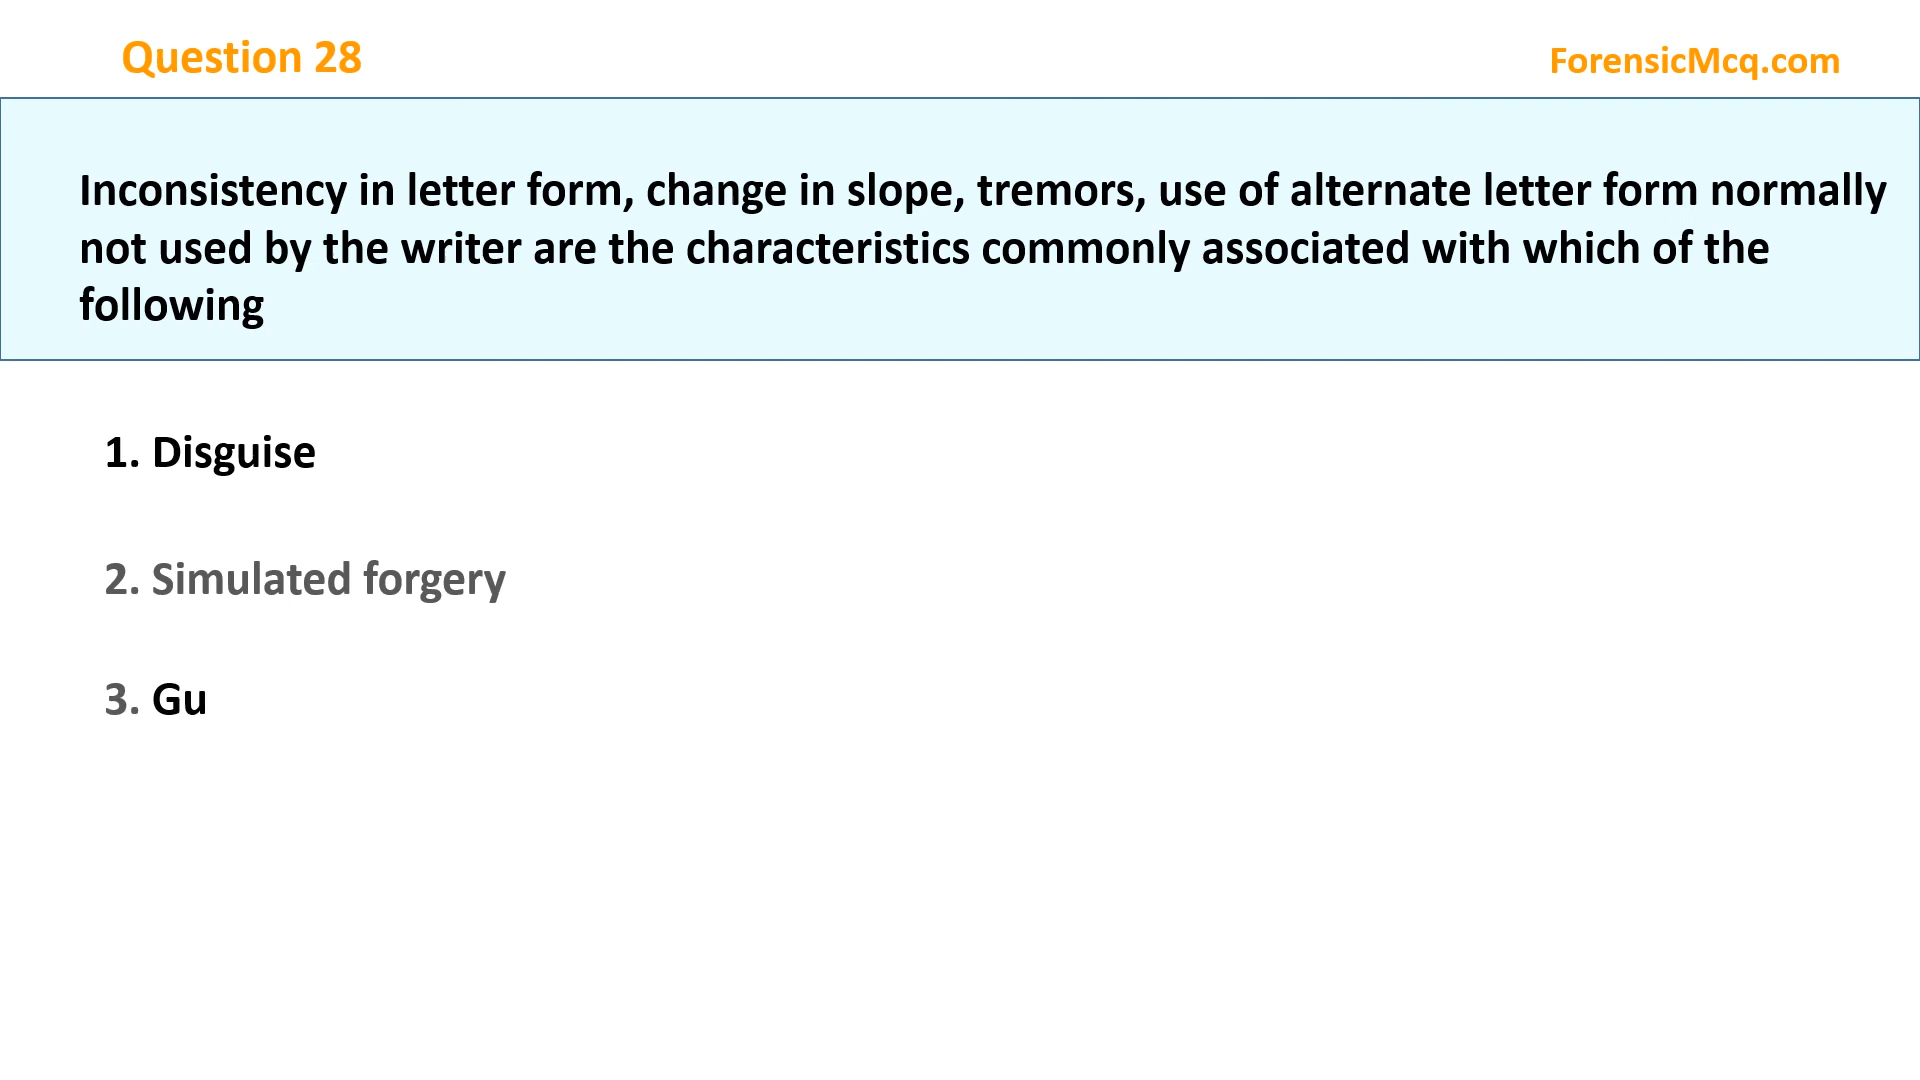 Question 28
ForensicMcq.com
Inconsistency in letter form, change in slope, tremors, use of alternate letter form normally
not used by the writer are the characteristics commonly associated with which of the
following
1. Disguise
2. Simulated forgery
3. Gu